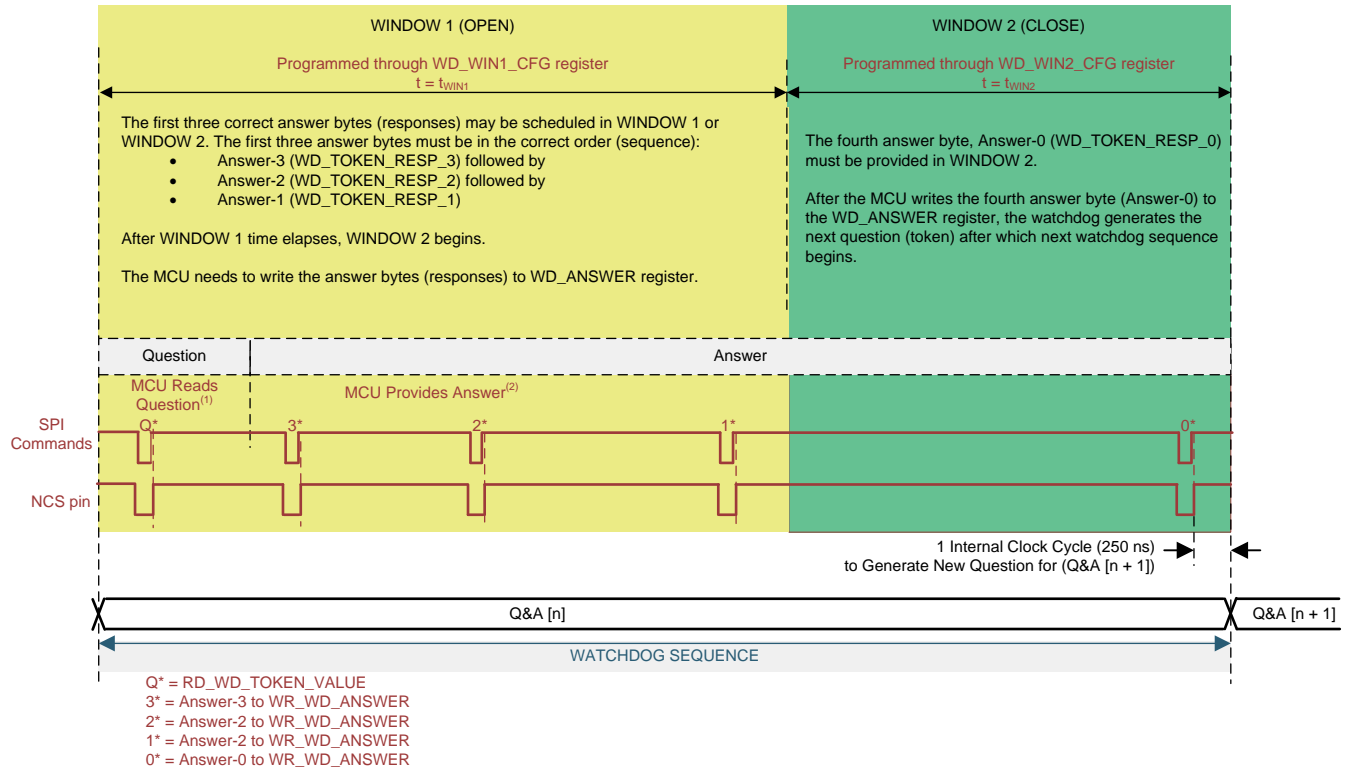 WINDOW 1 (OPEN)
WINDOW 2 (CLOSE)
Programmed through WD_WIN1_CFG register
t = tWIN1
Programmed through WD_WIN2_CFG register
t = tWIN2
The first three correct answer bytes (responses) may be scheduled in WINDOW 1 or
WINDOW 2. The first three answer bytes must be in the correct order (sequence):
• Answer-3 (WD_TOKEN_RESP_3) followed by
• Answer-2 (WD_TOKEN_RESP_2) followed by
• Answer-1 (WD_TOKEN_RESP_1)
After WINDOW 1 time elapses, WINDOW 2 begins.
The MCU needs to write the answer bytes (responses) to WD_ANSWER register.
The fourth answer byte, Answer-0 (WD_TOKEN_RESP_0)
must be provided in WINDOW 2.
After the MCU writes the fourth answer byte (Answer-0) to
the WD_ANSWER register, the watchdog generates the
next question (token) after which next watchdog sequence
begins.
Question
Answer
MCU Reads
Question(1)
MCU Provides Answer(2)
SPI
Commands
Q*
3*
2*
1*
0*
NCS pin
1 Internal Clock Cycle (250 ns)
to Generate New Question for (Q&A [n + 1])
Q&A [n]
Q&A [n + 1]
WATCHDOG SEQUENCE
Q* = RD_WD_TOKEN_VALUE
3* = Answer-3 to WR_WD_ANSWER
2* = Answer-2 to WR_WD_ANSWER
1* = Answer-2 to WR_WD_ANSWER
0* = Answer-0 to WR_WD_ANSWER